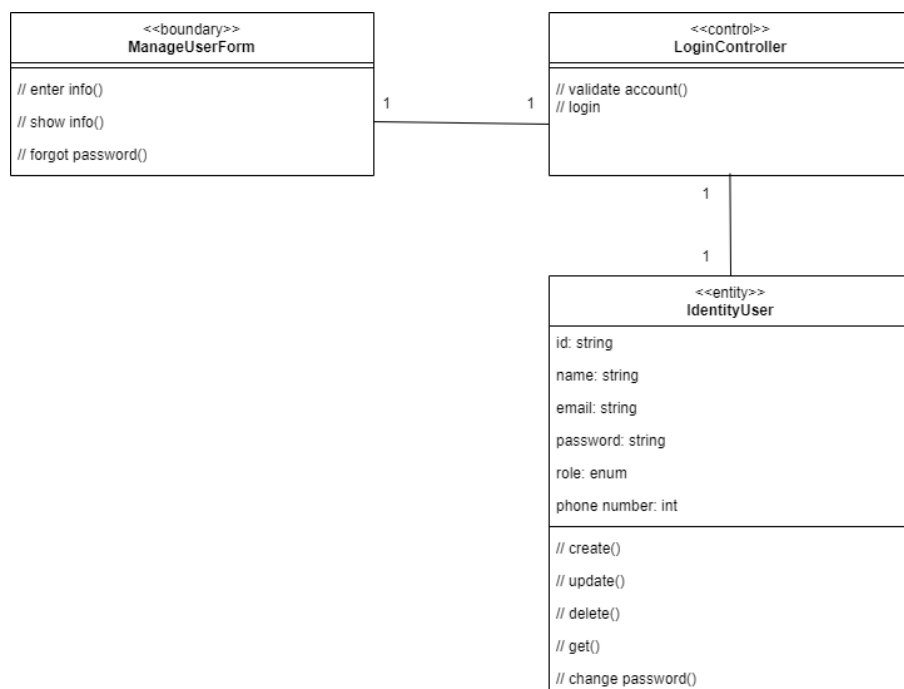 <<boundary>>
ManageUserForm
// enter info()
// show info()
// forgot password()
1
1
<<control>>
LoginController
// validate account()
// login
1
1
<<entity>>
IdentityUser
id: string
name: string
email: string
password: string
role: enum
phone number: int
// create()
// update()
// delete()
// get()
// change password()